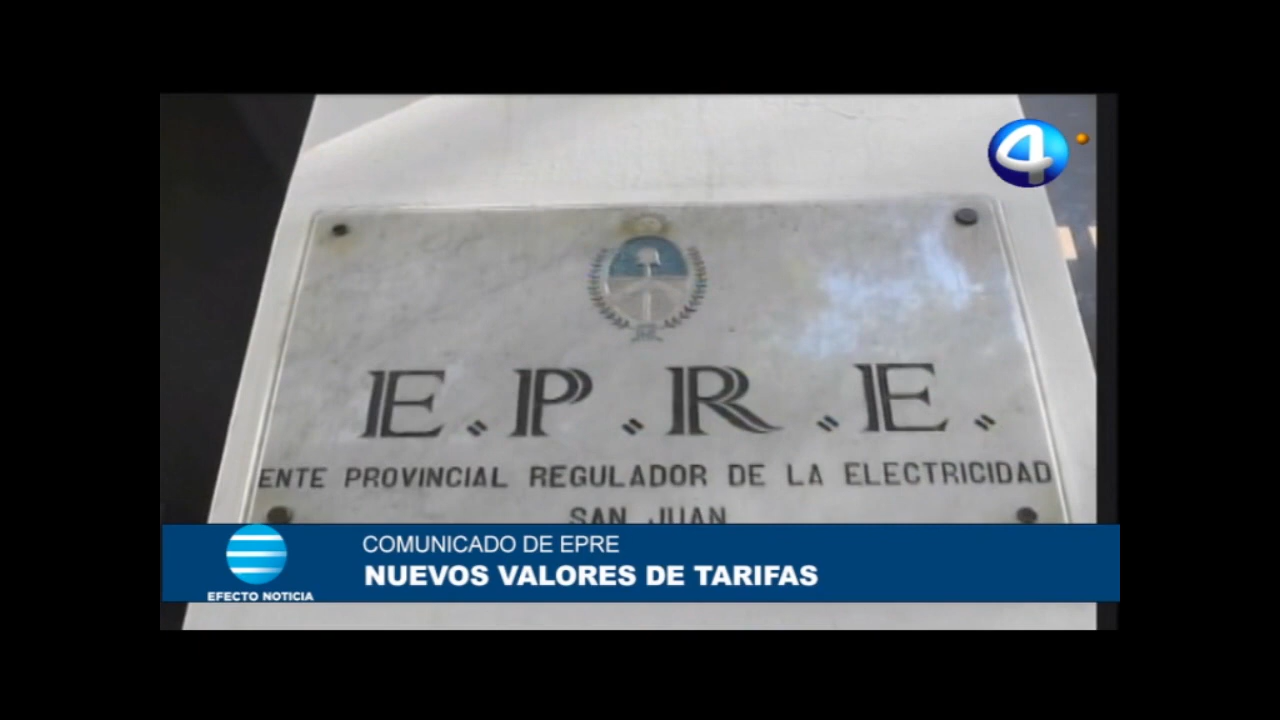 4
E.P.R.E.
ENTE PROVINCIAL REGULADOR DE LA ELECTRICIDAD
SAN JUAN
COMUNICADO DE EPRE
NUEVOS VALORES DE TARIFAS
EFECTO NOTICIA